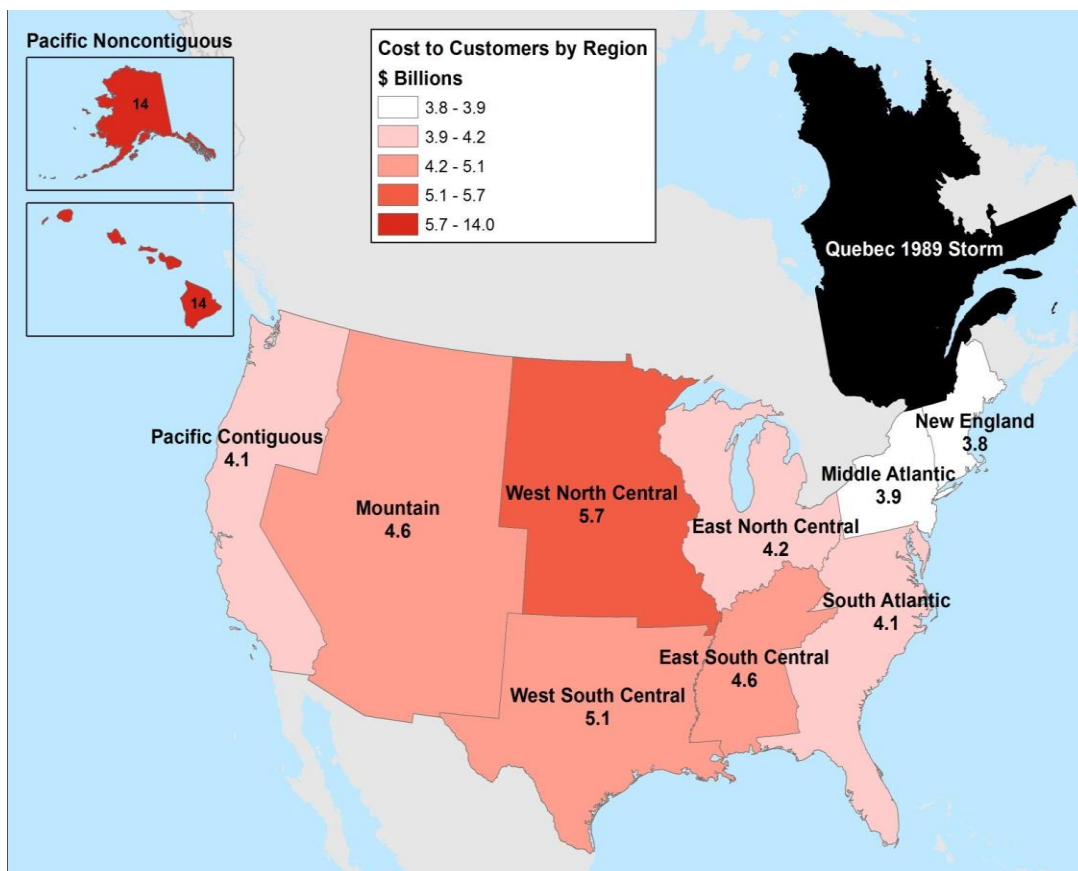 Pacific Noncontiguous
14
14
Cost to Customers by Region
$ Billions
3.8 - 3.9
3.9 - 4.2
4.2 - 5.1
5.1 - 5.7
5.7 - 14.0
Quebec 1989 Storm
New England
3.8
Pacific Contiguous
4.1
Middle Atlantic
3.9
Mountain
4.6
West North Central
5.7
East North Central
4.2
South Atlantic
4.1
East South Central
4.6
West South Central
5.1